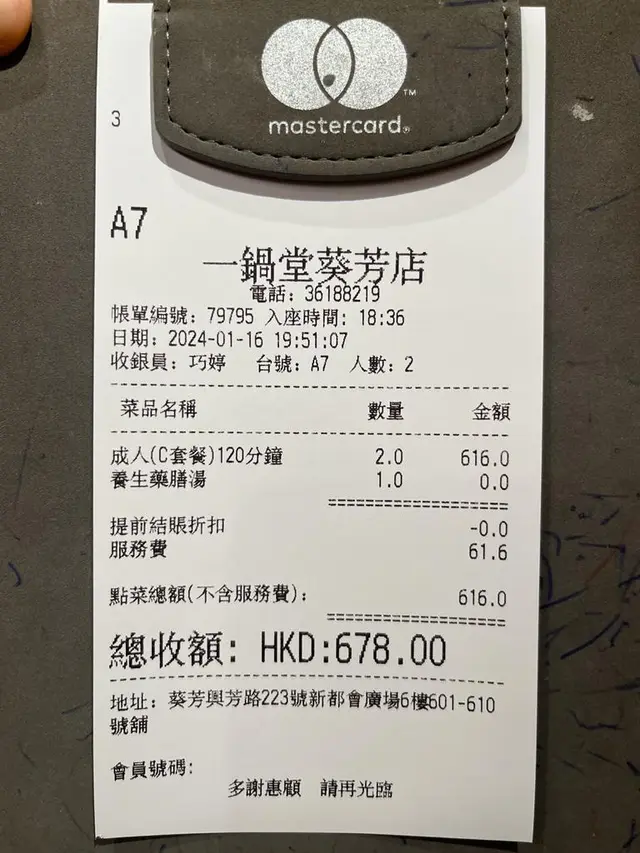 mastercard®
TM
3
A7
一鍋堂葵芳店
電話: 36188219
帳單編號: 79795 入座時間: 18:36
日期: 2024-01-16 19:51:07
收銀員: 巧婷 台號: A7 人數: 2
菜品名稱 數量 金額
成人(C套餐)120分鐘 2.0 616.0
養生藥膳湯 1.0 0.0
提前結賬折扣 -0.0
服務費 61.6
點菜總額(不含服務費): 616.0
總收額: HKD:678.00
地址: 葵芳興芳路223號新都會廣場6樓601-610
號舖
會員號碼:
多謝惠顧 請再光臨